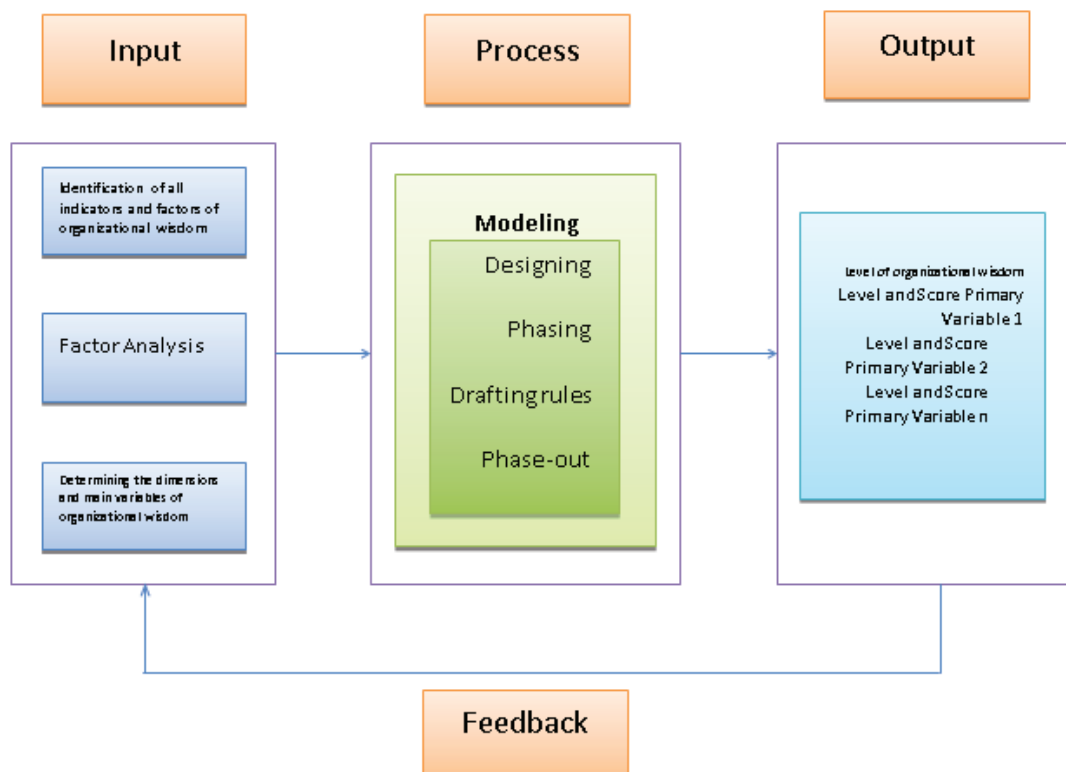 Input
Process
Output
Identification of all
indicators and factors of
organizational wisdom
Factor Analysis
Determining the dimensions
and main variables of
organizational wisdom
Modeling
Designing
Phasing
Drafting rules
Phase-out
Level of organizational wisdom
Level and Score Primary
Variable 1
Level and Score
Primary Variable 2
Level and Score
Primary Variable n
Feedback